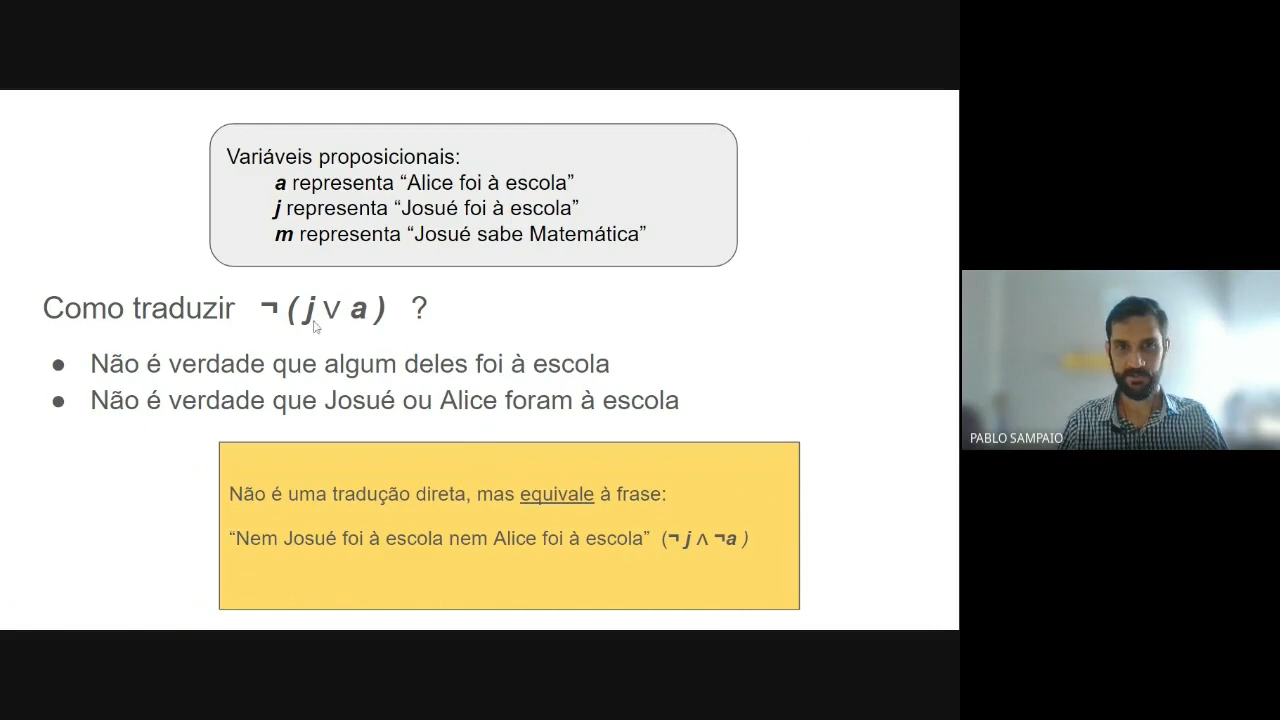 Variáveis proposicionais:
a representa “Alice foi à escola”
j representa “Josué foi à escola”
m representa “Josué sabe Matemática”
Como traduzir ¬ ( j ∨ a ) ?
● Não é verdade que algum deles foi à escola
● Não é verdade que Josué ou Alice foram à escola
Não é uma tradução direta, mas equivale à frase:
“Nem Josué foi à escola nem Alice foi à escola” (¬ j ∧ ¬a )
PABLO SAMPAIO